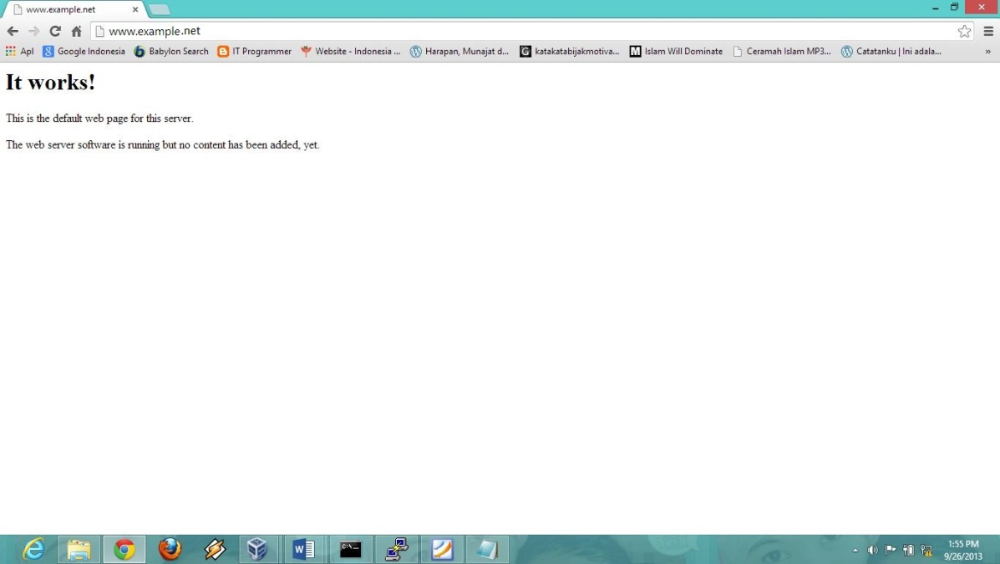 www.example.net
www.example.net
Apl Google Indonesia Babylon Search IT Programmer Website - Indonesia ... Harapan, Munajat d... katakatabijakmotiva... Islam Will Dominate Ceramah Islam MP3... Catatanku | Ini adala... »
It works!
This is the default web page for this server.
The web server software is running but no content has been added, yet.
1:55 PM
9/26/2013